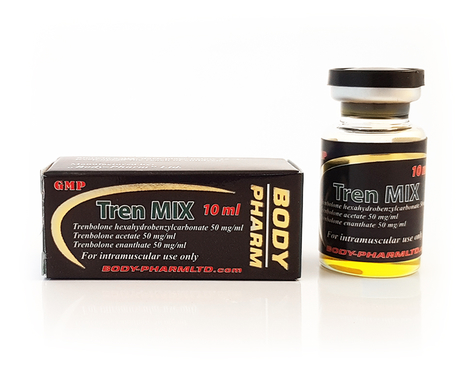 GMP
Tren MIX 10 ml
Trenbolone hexahydrobenzylcarbonate 50 mg/ml
Trenbolone acetate 50 mg/ml
Trenbolone enanthate 50 mg/ml
For intramuscular use only
BODY-PHARMLTD.com
BODY
PHARM
GMP
10 ml
Tren MIX
Trenbolone hexahydrobenzylcarbonate
acetate 50 mg/ml
enanthate 50 mg/ml
For intramuscular use only
BODY-PHARMLTD.